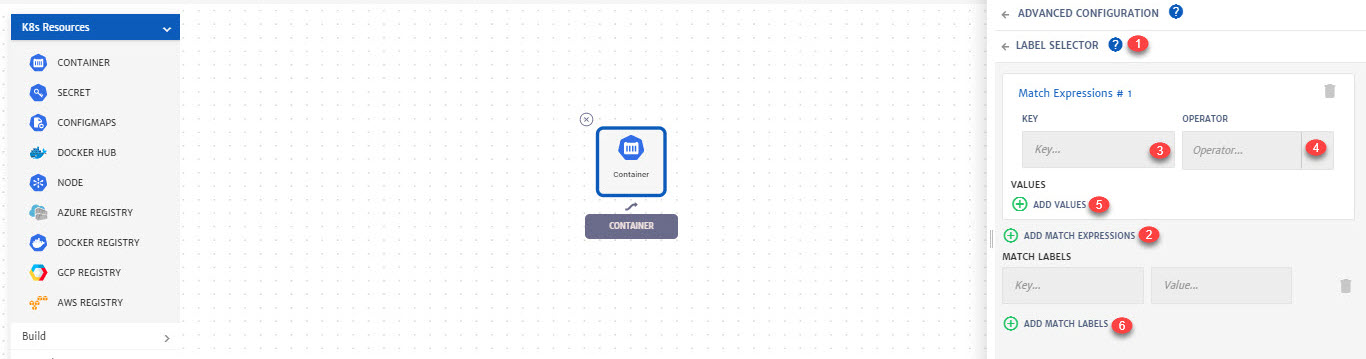 K8s Resources
CONTAINER
SECRET
CONFIGMAPS
DOCKER HUB
NODE
AZURE REGISTRY
DOCKER REGISTRY
GCP REGISTRY
AWS REGISTRY
Build
Container
CONTAINER
ADVANCED CONFIGURATION ?
LABEL SELECTOR ? 1
Match Expressions # 1
KEY OPERATOR
Key... 3 Operator... 4
VALUES
ADD VALUES 5
ADD MATCH EXPRESSIONS 2
MATCH LABELS
Key... Value...
ADD MATCH LABELS 6